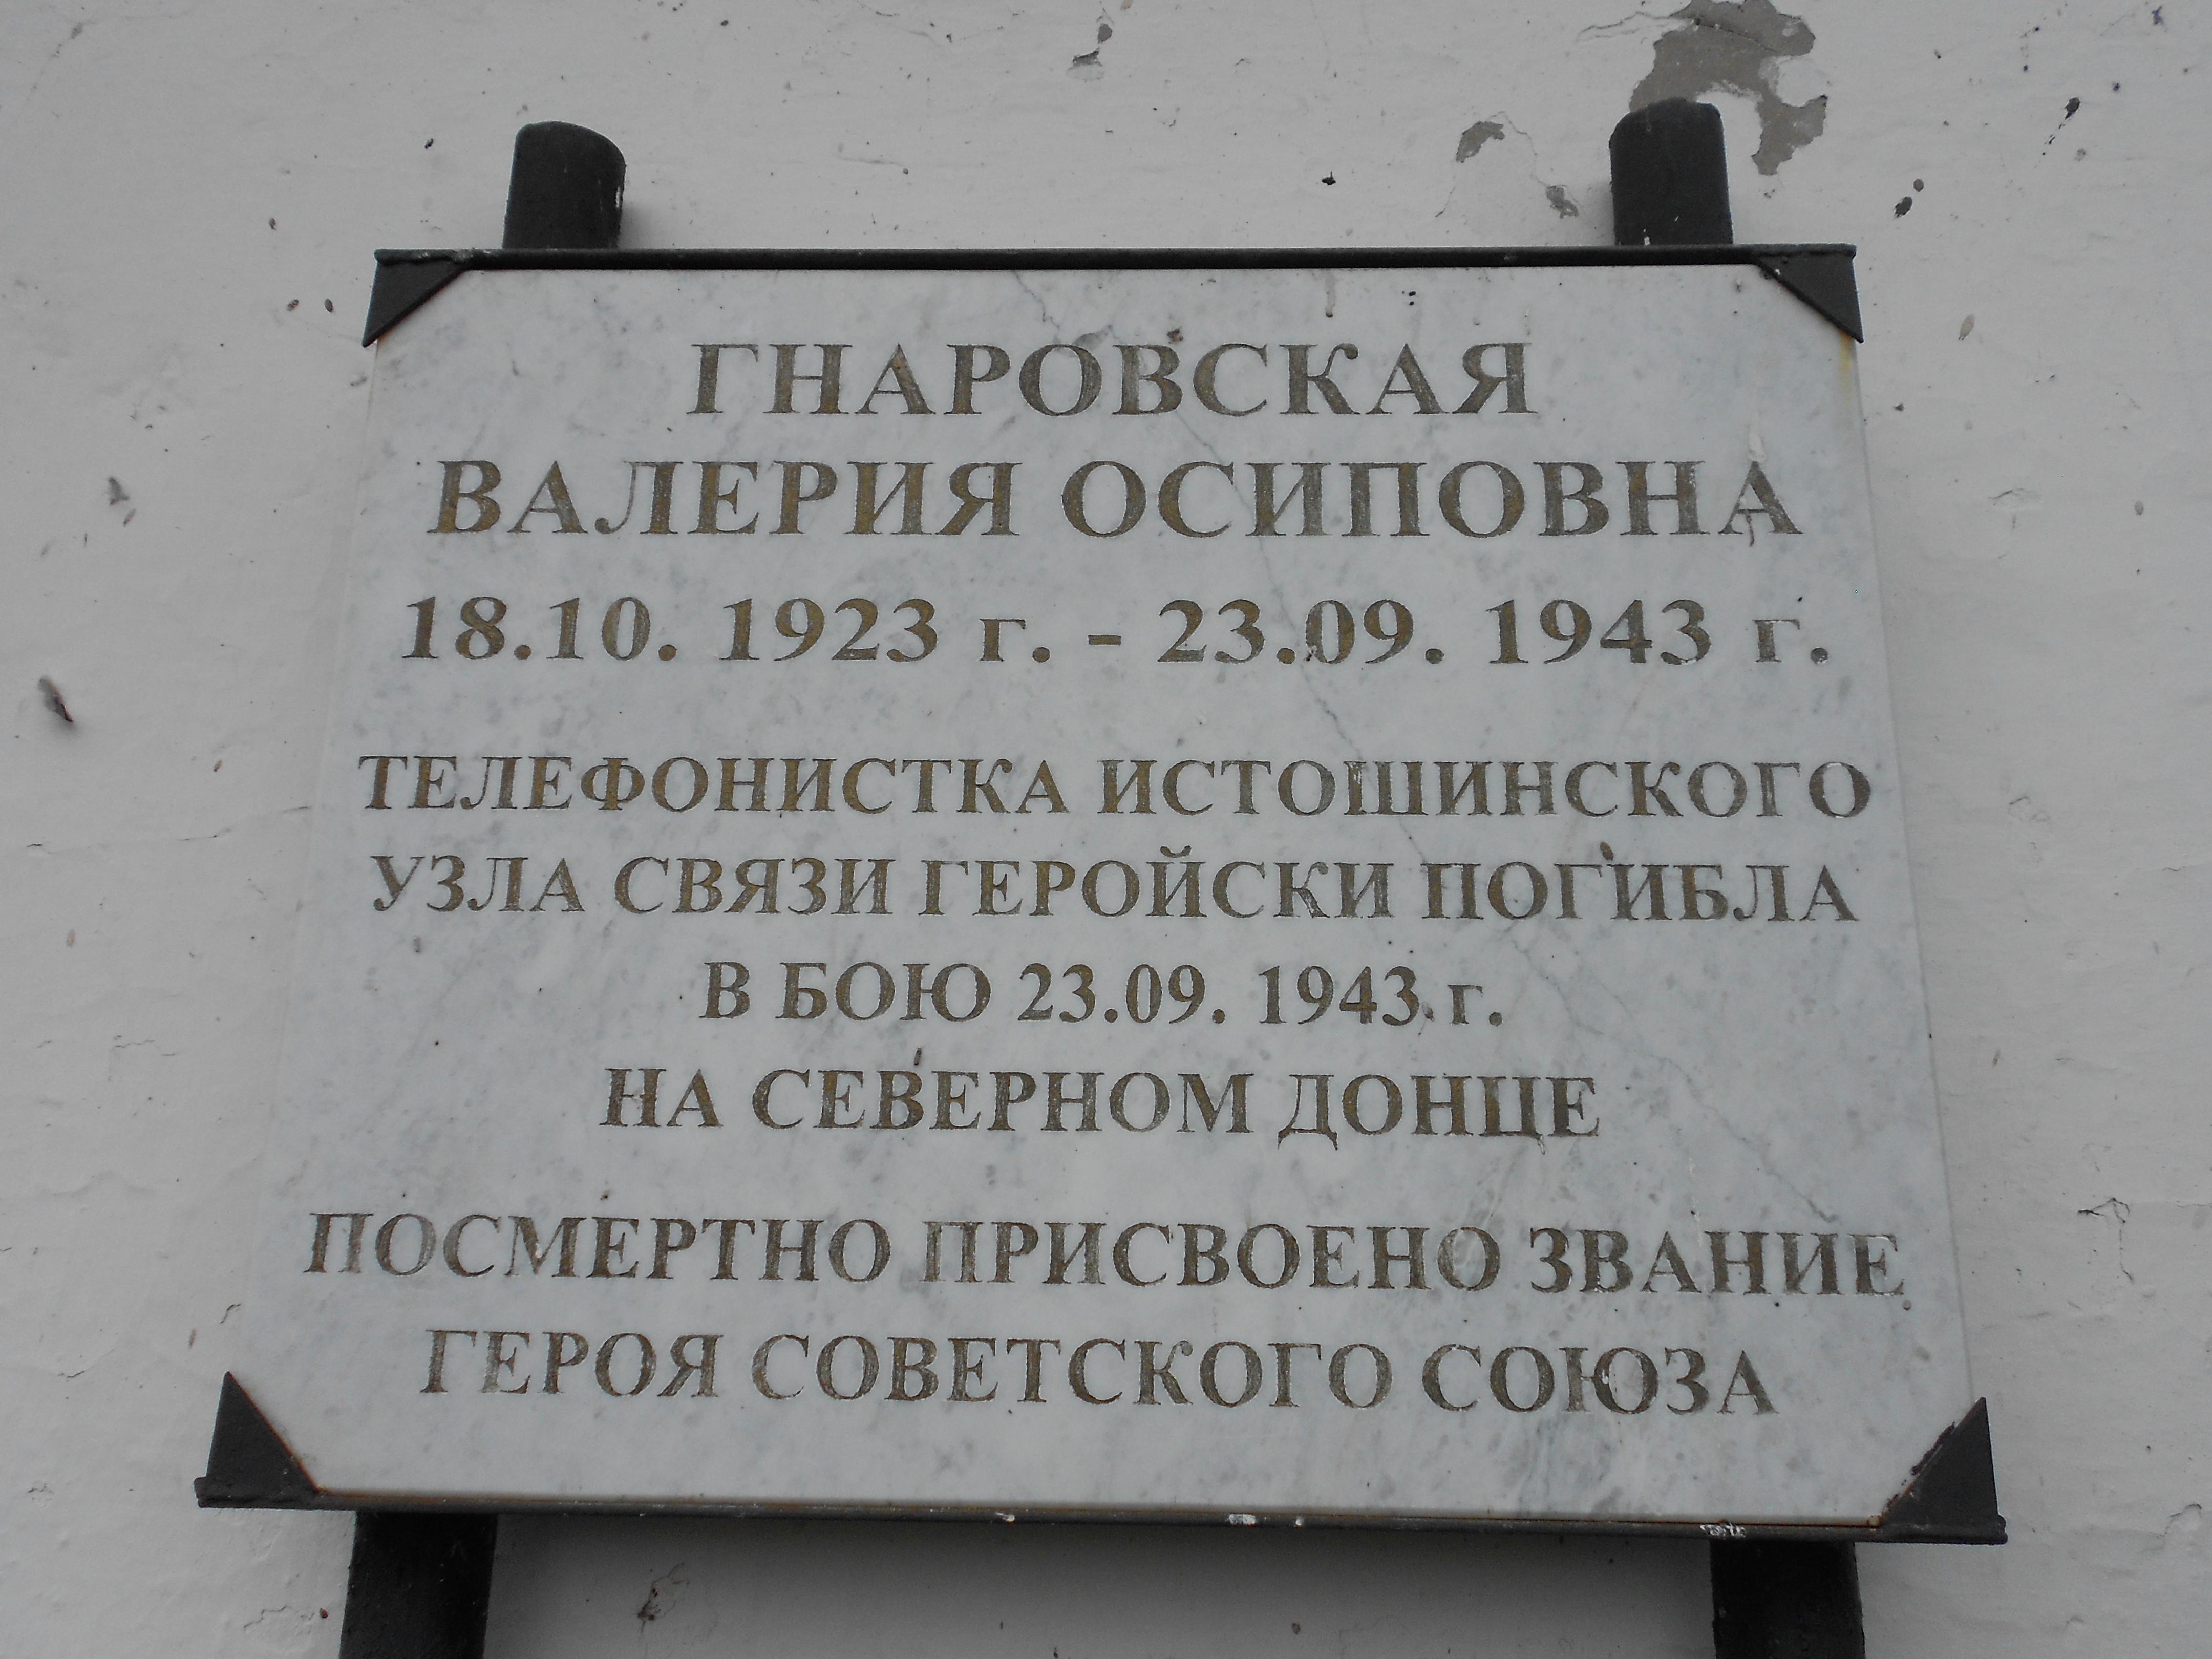 ГНАРОВСКАЯ
ВАЛЕРИЯ ОСИПОВНА
18.10. 1923 г. - 23.09. 1943 г.
ТЕЛЕФОНИСТКА ИСТОШИНСКОГО
УЗЛА СВЯЗИ ГЕРОЙСКИ ПОГИБЛА
В БОЮ 23.09. 1943 г.
НА СЕВЕРНОМ ДОНЦЕ
ПОСМЕРТНО ПРИСВОЕНО ЗВАНИЕ
ГЕРОЯ СОВЕТСКОГО СОЮЗА